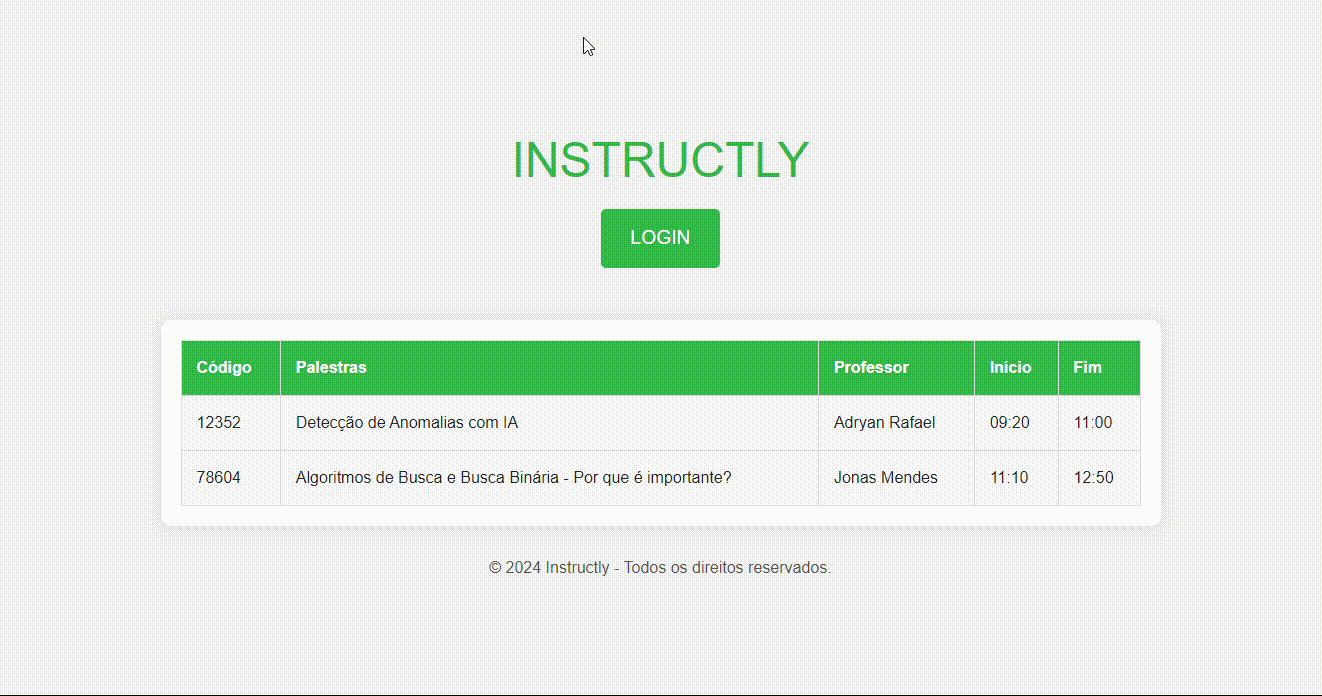 INSTRUCTLY
LOGIN
Código Palestras Professor Início Fim
12352 Detecção de Anomalias com IA Adryan Rafael 09:20 11:00
78604 Algoritmos de Busca e Busca Binária - Por que é importante? Jonas Mendes 11:10 12:50
© 2024 Instructly - Todos os direitos reservados.